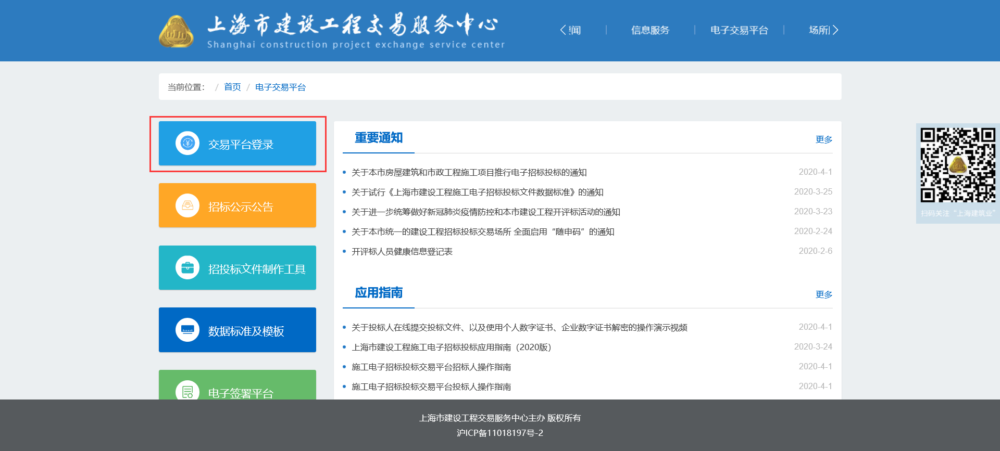 上海市建设工程交易服务中心
Shanghai construction project exchange service center
闻 | 信息服务 | 电子交易平台 | 场所
当前位置： / 首页 / 电子交易平台
交易平台登录
招标公示公告
招投标文件制作工具
数据标准及模板
电子签署平台
重要通知 更多
关于本市房屋建筑和市政工程施工项目推行电子招标投标的通知 2020-4-1
关于试行《上海市建设工程施工电子招标投标文件数据标准》的通知 2020-3-25
关于进一步统筹做好新冠肺炎疫情防控和本市建设工程开评标活动的通知 2020-3-23
关于本市统一的建设工程招标投标交易场所 全面启用“随申码”的通知 2020-2-24
开评标人员健康信息登记表 2020-2-6
应用指南 更多
关于投标人在线提交投标文件、以及使用个人数字证书、企业数字证书解密的操作演示视频 2020-4-1
上海市建设工程施工电子招标投标应用指南（2020版） 2020-3-24
施工电子招标投标交易平台招标人操作指南 2020-4-1
施工电子招标投标交易平台投标人操作指南 2020-4-1
扫码关注“上海建筑业”
上海市建设工程交易服务中心主办 版权所有
沪ICP备11018197号-2